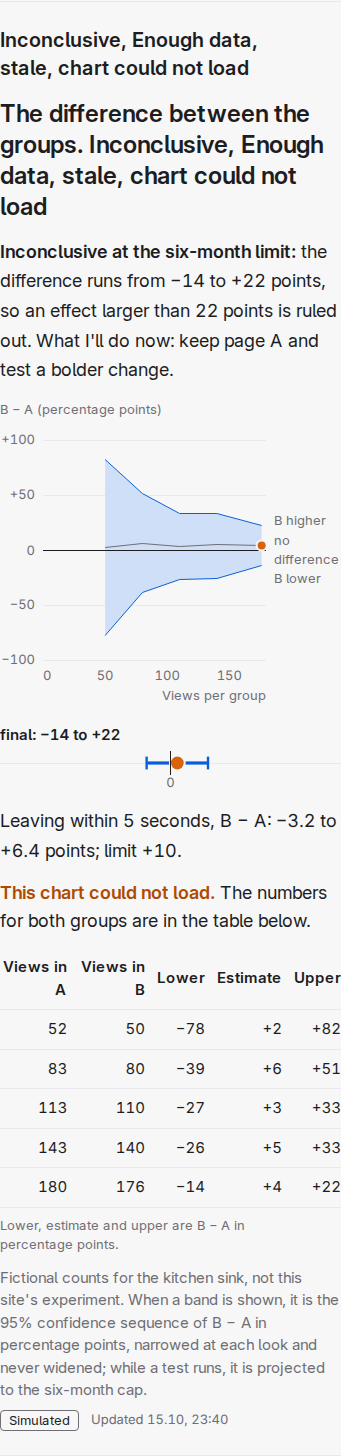 Inconclusive, Enough data,
stale, chart could not load
The difference between the
groups. Inconclusive, Enough
data, stale, chart could not
load
Inconclusive at the six-month limit: the
difference runs from −14 to +22 points,
so an effect larger than 22 points is ruled
out. What I'll do now: keep page A and
test a bolder change.
B − A (percentage points)
+100
+50
0
−50
−100
B higher
no
difference
B lower
0 50 100 150
Views per group
final: −14 to +22
0
Leaving within 5 seconds, B − A: −3.2 to
+6.4 points; limit +10.
This chart could not load. The numbers
for both groups are in the table below.
Views in A Views in B Lower Estimate Upper
52 50 −78 +2 +82
83 80 −39 +6 +51
113 110 −27 +3 +33
143 140 −26 +5 +33
180 176 −14 +4 +22
Lower, estimate and upper are B − A in
percentage points.
Fictional counts for the kitchen sink, not this
site's experiment. When a band is shown, it is the
95% confidence sequence of B − A in
percentage points, narrowed at each look and
never widened; while a test runs, it is projected
to the six-month cap.
Simulated Updated 15.10, 23:40